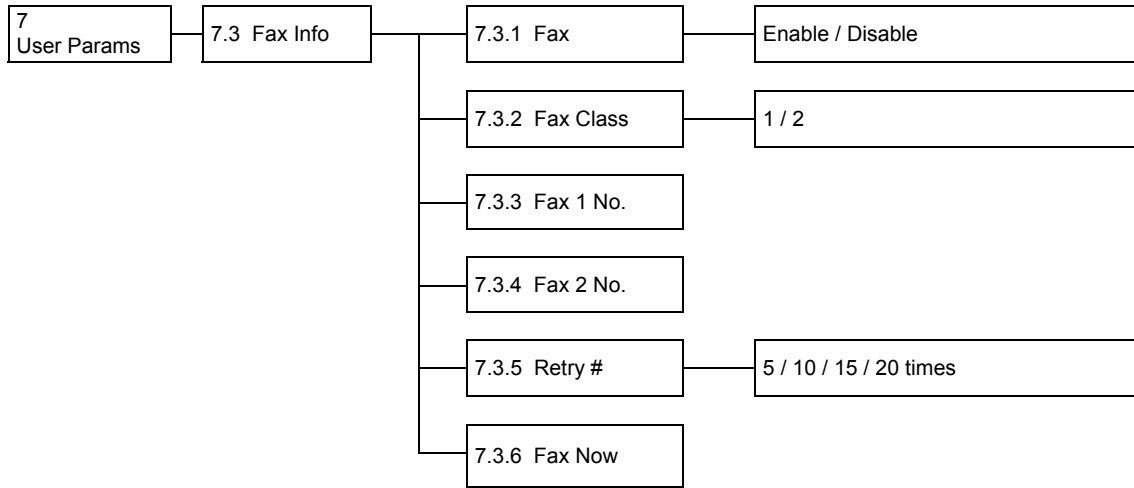 7
User Params
7.3 Fax Info
7.3.1 Fax
Enable / Disable
7.3.2 Fax Class
1 / 2
7.3.3 Fax 1 No.
7.3.4 Fax 2 No.
7.3.5 Retry #
5 / 10 / 15 / 20 times
7.3.6 Fax Now